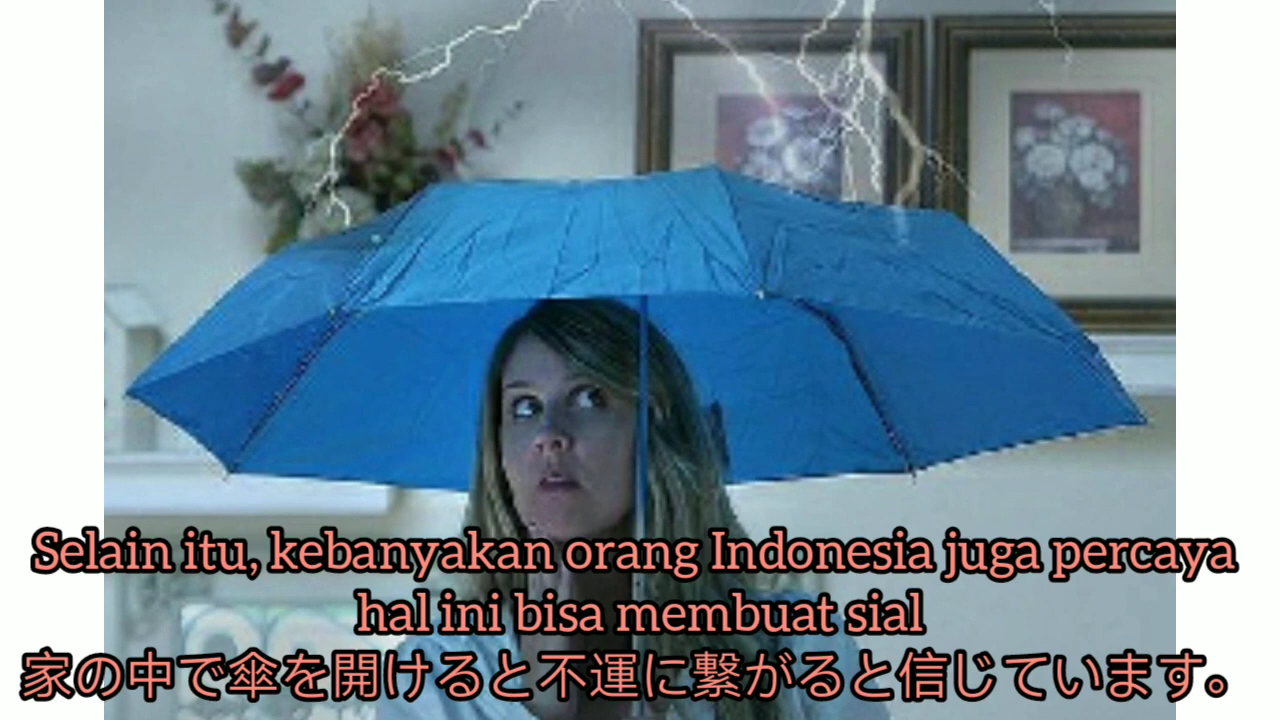 Selain itu, kebanyakan orang Indonesia juga percaya
hal ini bisa membuat sial
家の中で傘を開けると不運に繋がると信じています。